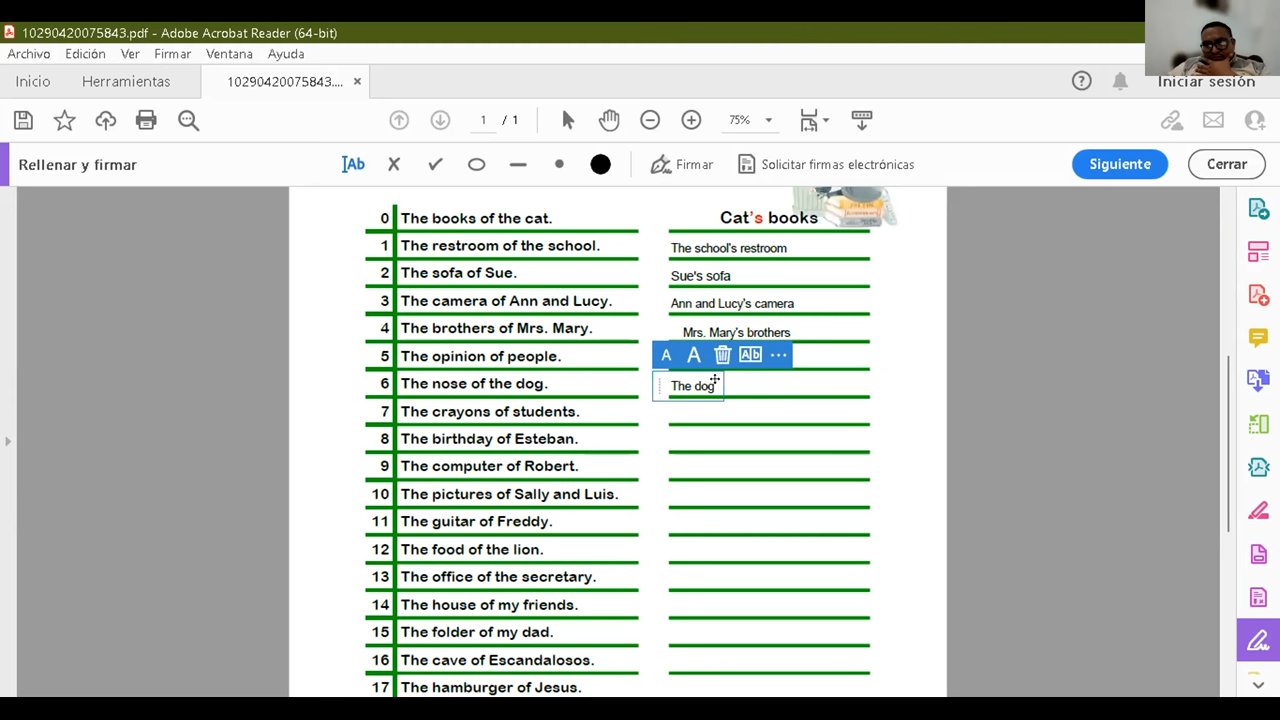 10290420075843.pdf - Adobe Acrobat Reader (64-bit)
Archivo Edición Ver Firmar Ventana Ayuda
Inicio Herramientas 10290420075843.... × Iniciar sesión
1 / 1 75%
Rellenar y firmar Ab Firmar Solicitar firmas electrónicas Siguiente Cerrar
0 The books of the cat. Cat's books
1 The restroom of the school. The school's restroom
2 The sofa of Sue. Sue's sofa
3 The camera of Ann and Lucy. Ann and Lucy's camera
4 The brothers of Mrs. Mary. Mrs. Mary's brothers
5 The opinion of people. A A Ab ...
6 The nose of the dog. The dog
7 The crayons of students.
8 The birthday of Esteban.
9 The computer of Robert.
10 The pictures of Sally and Luis.
11 The guitar of Freddy.
12 The food of the lion.
13 The office of the secretary.
14 The house of my friends.
15 The folder of my dad.
16 The cave of Escandalosos.
17 The hamburger of Jesus.